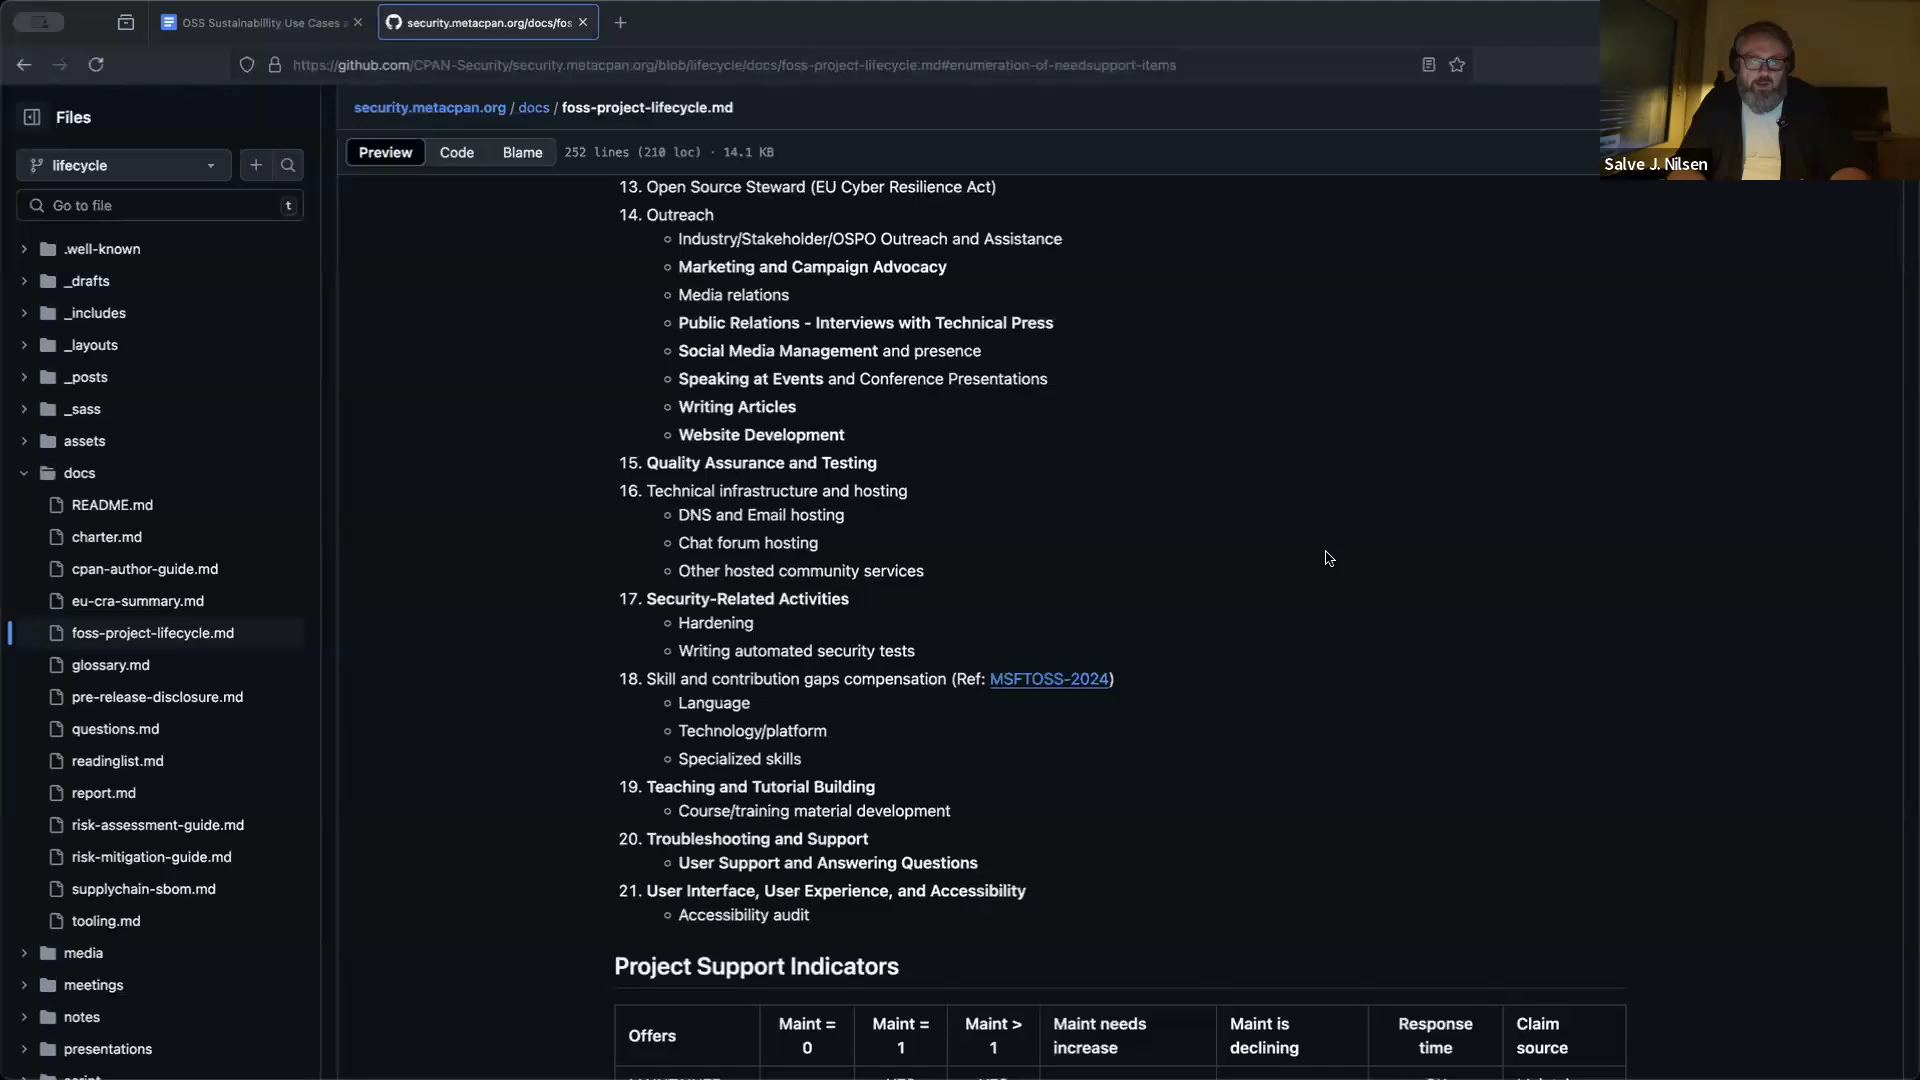 OSS Sustainability Use Cases
security.metacpan.org/docs/fos
https://github.com/CPAN-Security/security.metacpan.org/blob/lifecycle/docs/foss-project-lifecycle.md#enumeration-of-needsupport-items
Salve J. Nilsen
Files
security.metacpan.org / docs / foss-project-lifecycle.md
lifecycle
Preview Code Blame 252 lines (210 loc) · 14.1 KB
Go to file t
.well-known
_drafts
_includes
_layouts
_posts
_sass
assets
docs
README.md
charter.md
cpan-author-guide.md
eu-cra-summary.md
foss-project-lifecycle.md
glossary.md
pre-release-disclosure.md
questions.md
readinglist.md
report.md
risk-assessment-guide.md
risk-mitigation-guide.md
supplychain-sbom.md
tooling.md
media
meetings
notes
presentations
13. Open Source Steward (EU Cyber Resilience Act)
14. Outreach
Industry/Stakeholder/OSPO Outreach and Assistance
Marketing and Campaign Advocacy
Media relations
Public Relations - Interviews with Technical Press
Social Media Management and presence
Speaking at Events and Conference Presentations
Writing Articles
Website Development
15. Quality Assurance and Testing
16. Technical infrastructure and hosting
DNS and Email hosting
Chat forum hosting
Other hosted community services
17. Security-Related Activities
Hardening
Writing automated security tests
18. Skill and contribution gaps compensation (Ref: MSFTOSS-2024)
Language
Technology/platform
Specialized skills
19. Teaching and Tutorial Building
Course/training material development
20. Troubleshooting and Support
User Support and Answering Questions
21. User Interface, User Experience, and Accessibility
Accessibility audit
Project Support Indicators
Offers
Maint = 0
Maint = 1
Maint > 1
Maint needs increase
Maint is declining
Response time
Claim source